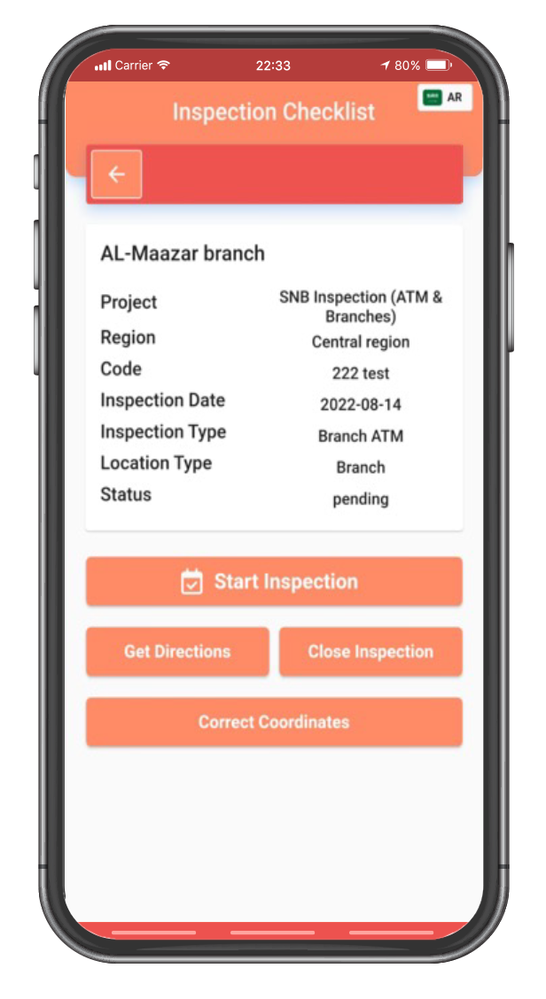 Carrier 22:33 80%
Inspection Checklist
AR
AL-Maazar branch
Project SNB Inspection (ATM &
Branches)
Region Central region
Code 222 test
Inspection Date 2022-08-14
Inspection Type Branch ATM
Location Type Branch
Status pending
Start Inspection
Get Directions Close Inspection
Correct Coordinates